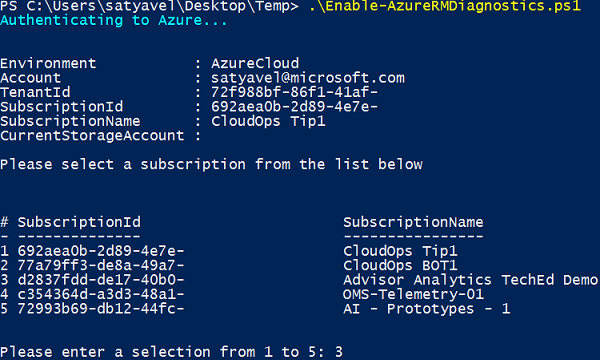 PS C:\Users\satyavel\Desktop\Temp> .\Enable-AzureRMDiagnostics.ps1
Authenticating to Azure...
Environment : AzureCloud
Account : satyavel@microsoft.com
TenantId : 72f988bf-86f1-41af-
SubscriptionId : 692aea0b-2d89-4e7e-
SubscriptionName : CloudOps Tip1
CurrentStorageAccount :
Please select a subscription from the list below
# SubscriptionId SubscriptionName
- -------------- ----------------
1 692aea0b-2d89-4e7e- CloudOps Tip1
2 77a79ff3-de8a-49a7- CloudOps BOT1
3 d2837fdd-de17-40b0- Advisor Analytics TechEd Demo
4 c354364d-a3d3-48a1- OMS-Telemetry-01
5 72993b69-db12-44fc- AI - Prototypes - 1
Please enter a selection from 1 to 5: 3